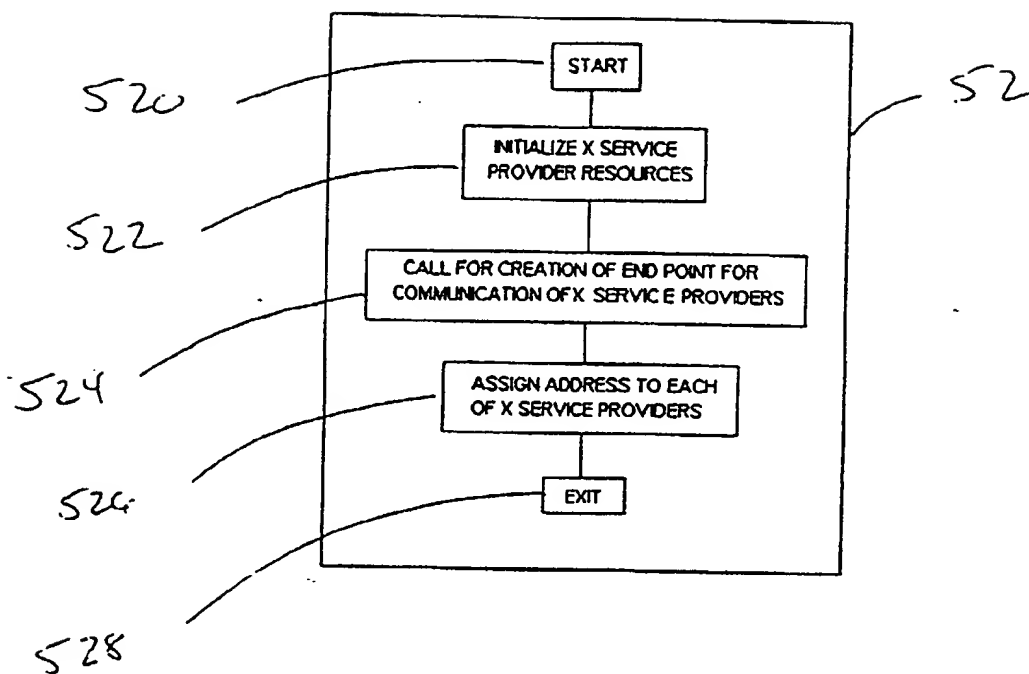 START
520
52
INITIALIZE X SERVICE
PROVIDER RESOURCES
522
CALL FOR CREATION OF END POINT FOR
COMMUNICATION OF X SERVICE PROVIDERS
524
ASSIGN ADDRESS TO EACH
OF X SERVICE PROVIDERS
526
EXIT
528